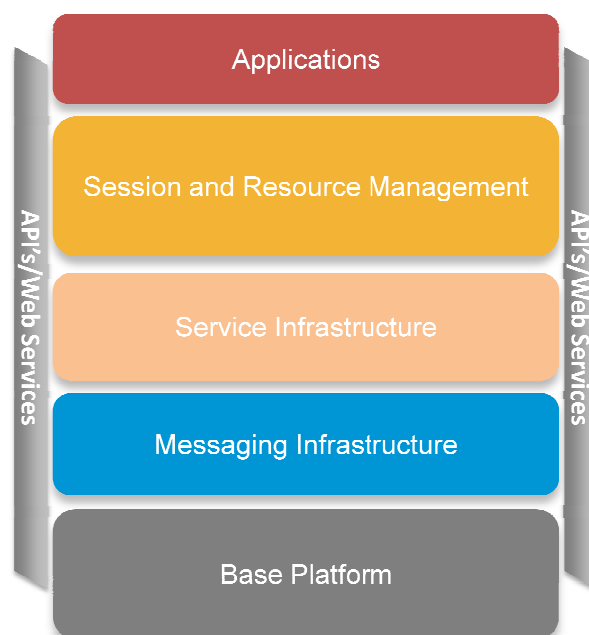 Applications
Session and Resource Management
Service Infrastructure
Messaging Infrastructure
Base Platform
API's/Web Services
API's/Web Services